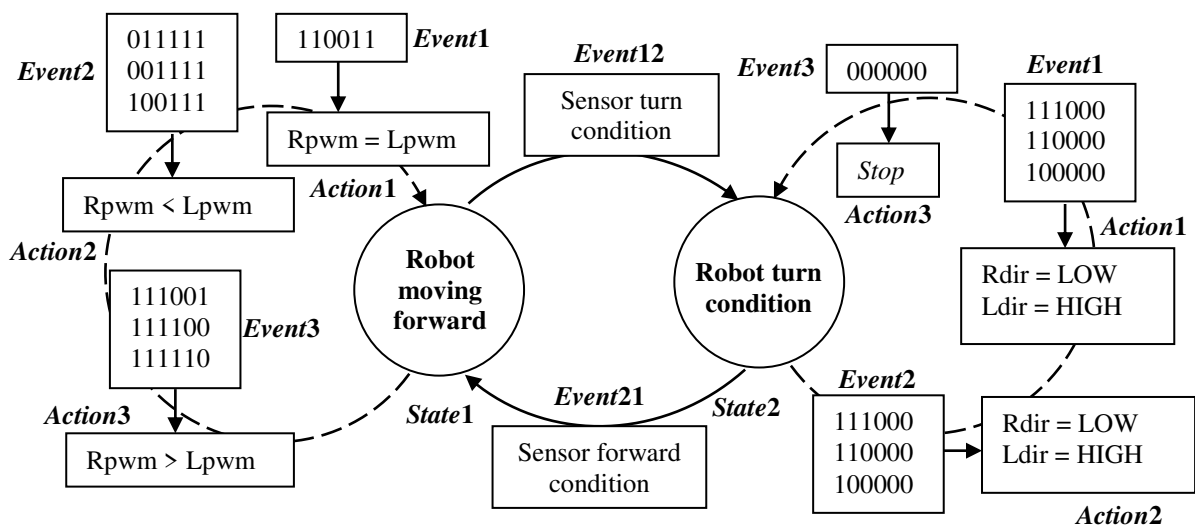 Event2
011111
001111
100111
Rpwm < Lpwm
Action2
110011
Event1
Rpwm = Lpwm
Action1
111001
111100
111110
Event3
Action3
Rpwm > Lpwm
Robot
moving
forward
State1
Event12
Sensor turn
condition
Event21
Sensor forward
condition
Robot turn
condition
State2
Event3
000000
Stop
Action3
Event1
111000
110000
100000
Action1
Rdir = LOW
Ldir = HIGH
Event2
111000
110000
100000
Rdir = LOW
Ldir = HIGH
Action2